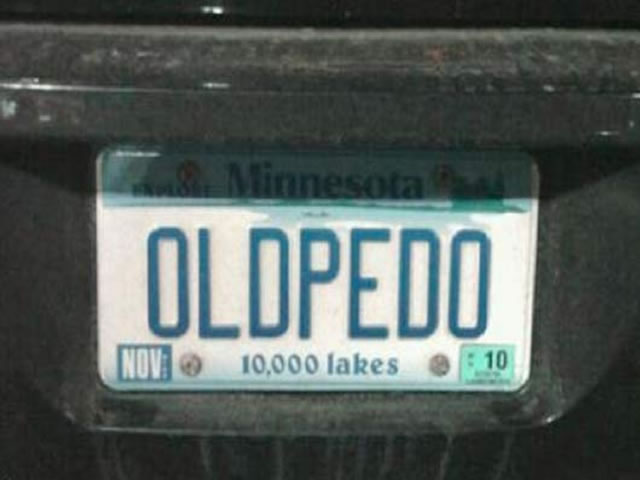 Minnesota
OLDPEDO
NOV
10,000 lakes
10